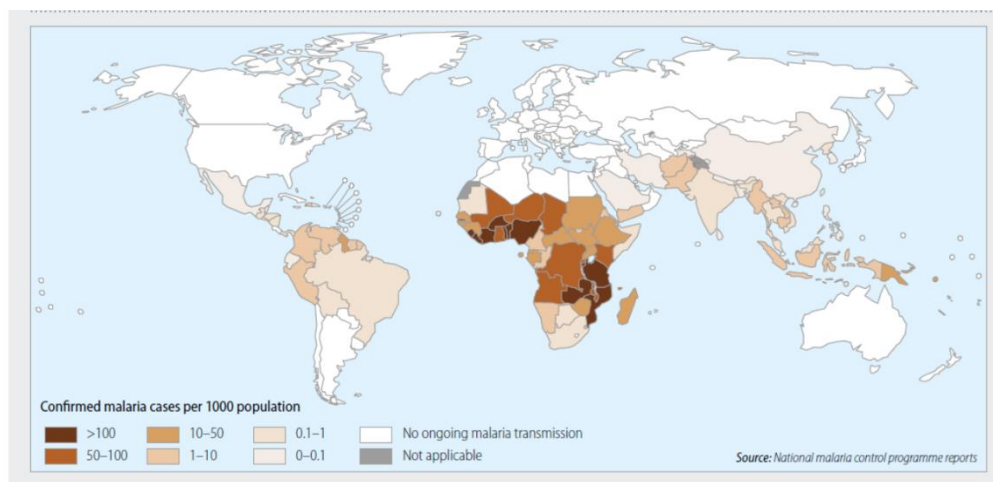 Confirmed malaria cases per 1000 population
>100
50–100
10–50
1–10
0.1–1
0–0.1
No ongoing malaria transmission
Not applicable
Source: National malaria control programme reports